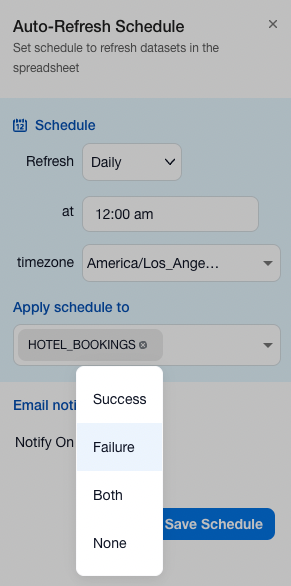 Auto-Refresh Schedule
Set schedule to refresh datasets in the
spreadsheet
12 Schedule
Refresh Daily
at 12:00 am
timezone America/Los_Ange...
Apply schedule to
HOTEL_BOOKINGS
Email noti
Notify On
Success
Failure
Both
None
Save Schedule